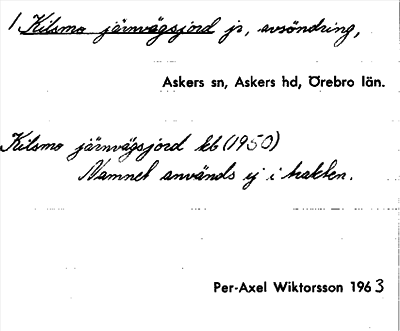 1 Kilsmo järnvägsjord jr, avsöndring,
Askers sn, Askers hd, Örebro län.
Kilsmo järnvägsjord kb (1950)
Namnet används ej i trakten.
Per-Axel Wiktorsson 1963